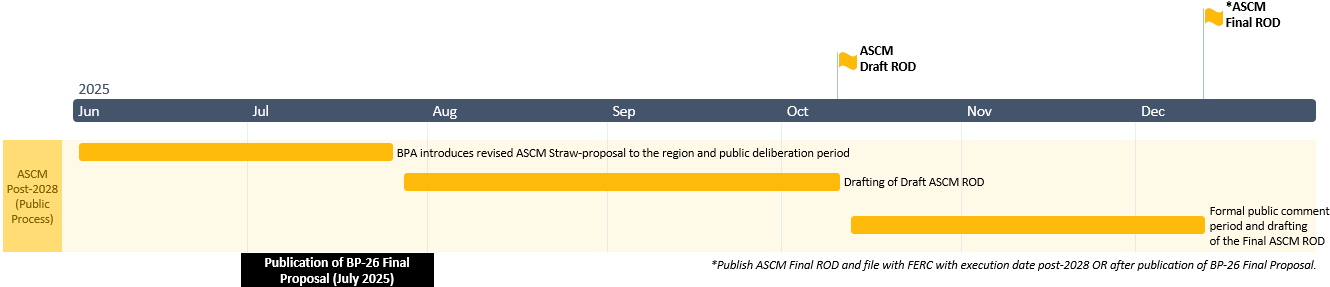 *ASCM
Final ROD
ASCM
Draft ROD
2025
Jun Jul Aug Sep Oct Nov Dec
ASCM
Post-2028
(Public
Process)
BPA introduces revised ASCM Straw-proposal to the region and public deliberation period
Drafting of Draft ASCM ROD
Formal public comment
period and drafting
of the Final ASCM ROD
Publication of BP-26 Final
Proposal (July 2025)
*Publish ASCM Final ROD and file with FERC with execution date post-2028 OR after publication of BP-26 Final Proposal.